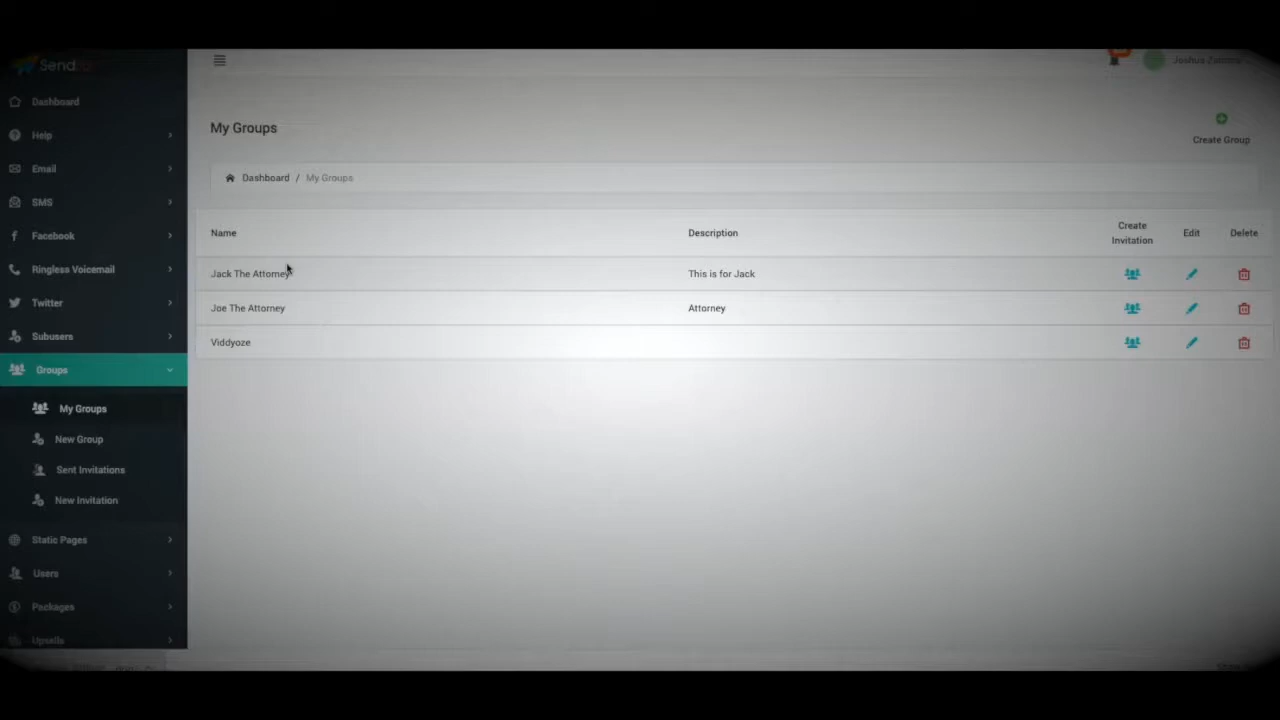 Send
Dashboard
Help
Email
SMS
Facebook
Ringless Voicemail
Twitter
Subusers
Groups
My Groups
New Group
Sent Invitations
New Invitation
Static Pages
Users
Packages
Upsells
My Groups
Create Group
Dashboard / My Groups
Name Description Create Invitation Edit Delete
Jack The Attorney This is for Jack
Joe The Attorney Attorney
Viddyoze